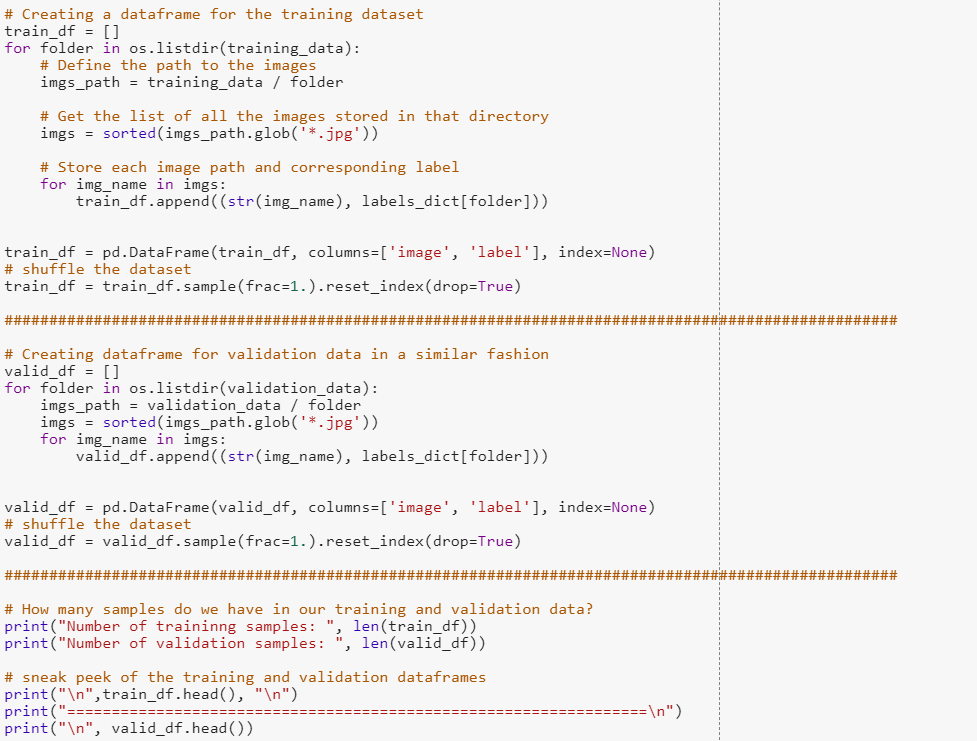 # Creating a dataframe for the training dataset
train_df = []
for folder in os.listdir(training_data):
    # Define the path to the images
    imgs_path = training_data / folder
    # Get the list of all the images stored in that directory
    imgs = sorted(imgs_path.glob('*.jpg'))
    # Store each image path and corresponding label
    for img_name in imgs:
        train_df.append((str(img_name), labels_dict[folder]))
train_df = pd.DataFrame(train_df, columns=['image', 'label'], index=None)
# shuffle the dataset
train_df = train_df.sample(frac=1.).reset_index(drop=True)
####################################################################################################
# Creating dataframe for validation data in a similar fashion
valid_df = []
for folder in os.listdir(validation_data):
    imgs_path = validation_data / folder
    imgs = sorted(imgs_path.glob('*.jpg'))
    for img_name in imgs:
        valid_df.append((str(img_name), labels_dict[folder]))
valid_df = pd.DataFrame(valid_df, columns=['image', 'label'], index=None)
# shuffle the dataset
valid_df = valid_df.sample(frac=1.).reset_index(drop=True)
####################################################################################################
# How many samples do we have in our training and validation data?
print("Number of traininng samples: ", len(train_df))
print("Number of validation samples: ", len(valid_df))
# sneak peek of the training and validation dataframes
print("\n",train_df.head(), "\n")
print("=================================================================\n")
print("\n", valid_df.head())